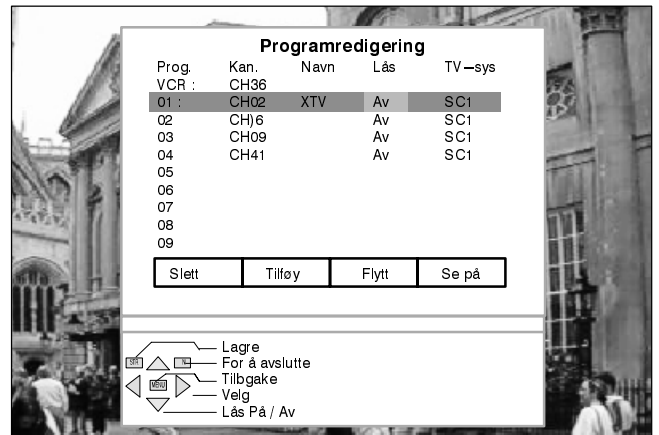 Programredigering
Prog. Kan. Navn Lås TV–sys
VCR : CH36
01 : CH02 XTV Av SC1
02 CH)6 Av SC1
03 CH09 Av SC1
04 CH41 Av SC1
05
06
07
08
09
Slett Tilføy Flytt Se på
Lagre
STR N For å avslutte
MENU Tilbgake
Velg
Lås På / Av